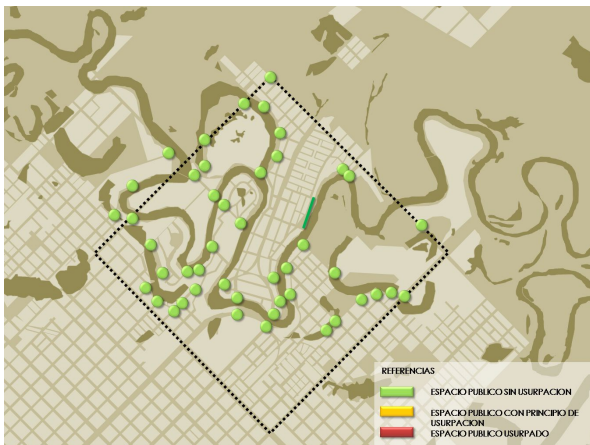 REFERENCIAS
ESPACIO PUBLICO SIN USURPACION
ESPACIO PUBLICO CON PRINCIPIO DE
USURPACION
ESPACIO PUBLICO USURPADO